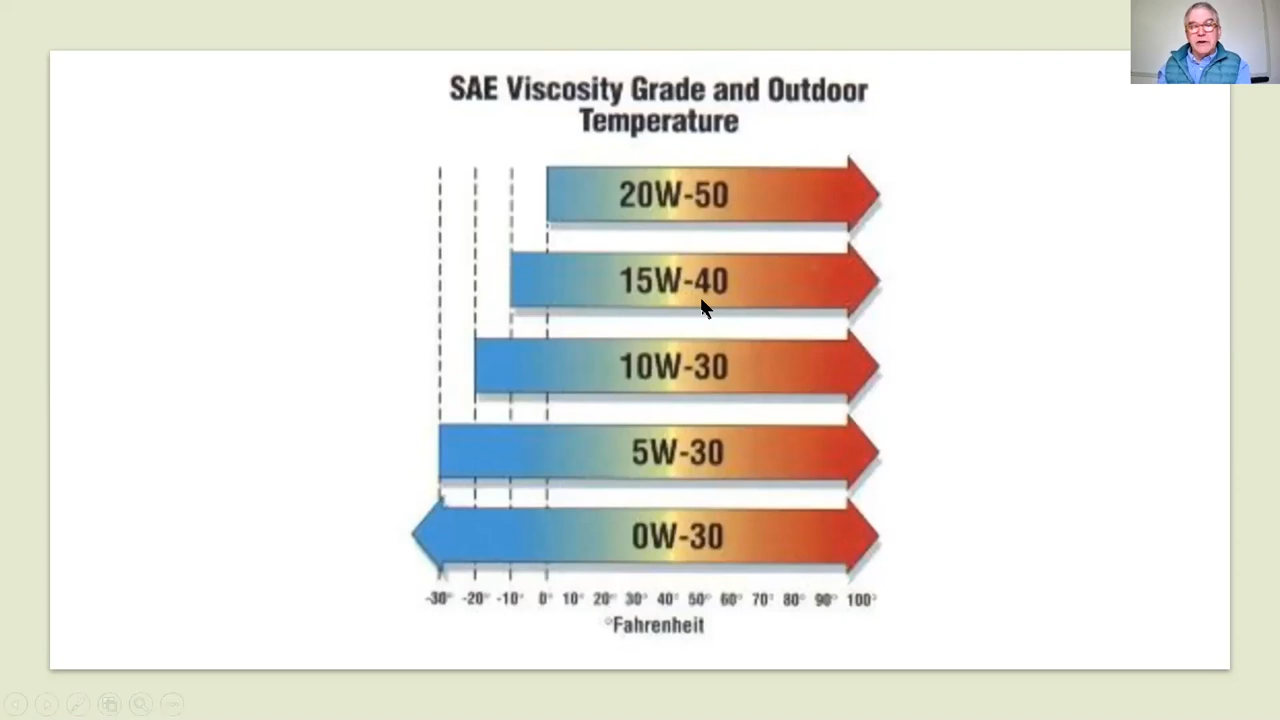 SAE Viscosity Grade and Outdoor
Temperature
20W-50
15W-40
10W-30
5W-30
0W-30
-30° -20° -10° 0° 10° 20° 30° 40° 50° 60° 70° 80° 90° 100°
°Fahrenheit